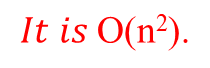 It is O(n²).